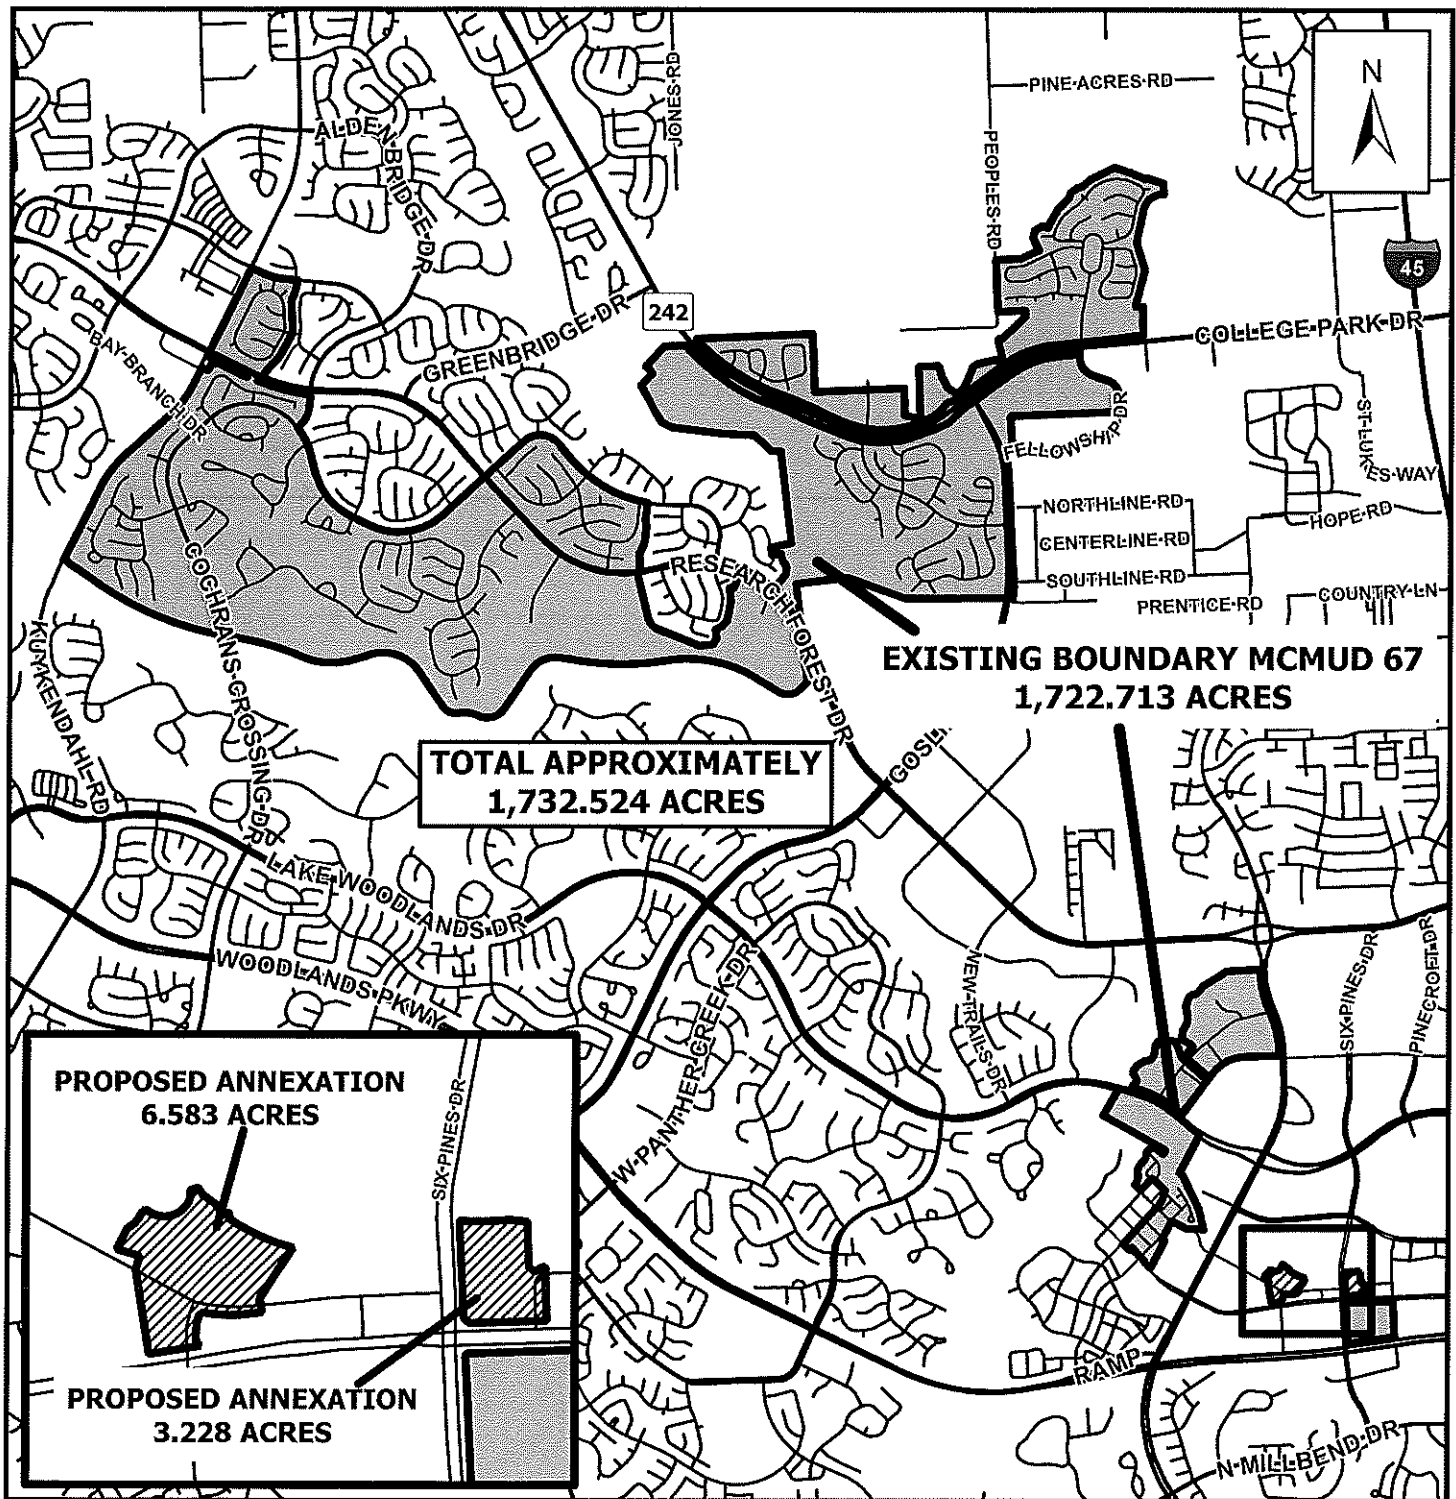 JONES RD
PINE ACRES RD
N
ALDEN BRIDGE DR
PEOPLES RD
45
242
GREENBRIDGE DR
COLLEGE PARK DR
BAY BRANCH DR
FELLOWSHIP DR
ST LUKES WAY
NORTHLINE RD
HOPE RD
CENTERLINE RD
RESEARCH FOREST DR
SOUTHLINE RD
COUNTRY LN
PRENTICE RD
COCHRANS CROSSING DR
KUYKENDAHL RD
EXISTING BOUNDARY MCMUD 67
1,722.713 ACRES
TOTAL APPROXIMATELY
1,732.524 ACRES
LAKE WOODLANDS DR
WOODLANDS PKWY
W PANTHER CREEK DR
NEW TRAILS DR
SIX PINES DR
PINECROFT DR
PROPOSED ANNEXATION
6.583 ACRES
SIX PINES DR
PROPOSED ANNEXATION
3.228 ACRES
RAMP
N MILLBEND DR